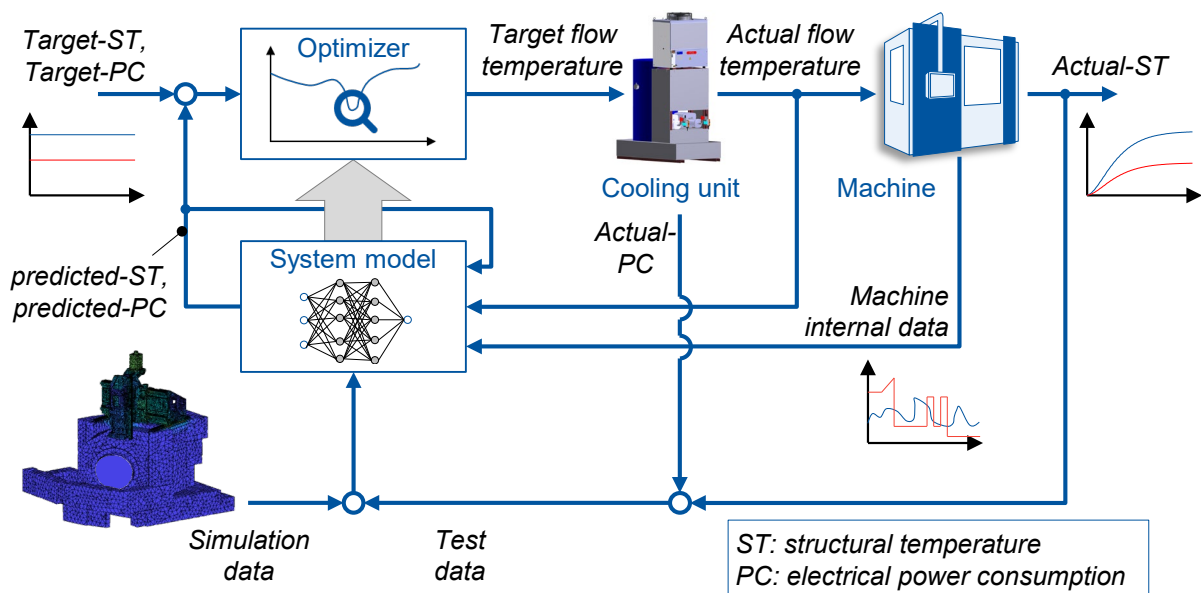 Target-ST,
Target-PC
Optimizer
Target flow
temperature
Actual flow
temperature
Actual-ST
Cooling unit
Machine
Actual-
PC
predicted-ST,
predicted-PC
System model
Machine
internal data
Simulation
data
Test
data
ST: structural temperature
PC: electrical power consumption